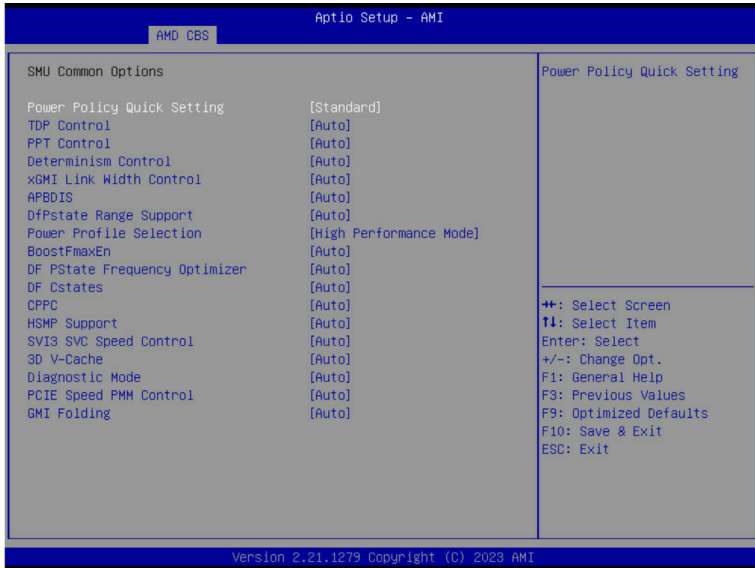 Aptio Setup – AMI
AMD CBS
SMU Common Options
Power Policy Quick Setting [Standard]
TDP Control [Auto]
PPT Control [Auto]
Determinism Control [Auto]
xGMI Link Width Control [Auto]
APBDIS [Auto]
DfPstate Range Support [Auto]
Power Profile Selection [High Performance Mode]
BoostFmaxEn [Auto]
DF PState Frequency Optimizer [Auto]
DF Cstates [Auto]
CPPC [Auto]
HSMP Support [Auto]
SVI3 SVC Speed Control [Auto]
3D V-Cache [Auto]
Diagnostic Mode [Auto]
PCIE Speed PMM Control [Auto]
GMI Folding [Auto]
Power Policy Quick Setting
→←: Select Screen
↑↓: Select Item
Enter: Select
+/-: Change Opt.
F1: General Help
F3: Previous Values
F9: Optimized Defaults
F10: Save & Exit
ESC: Exit
Version 2.21.1279 Copyright (C) 2023 AMI